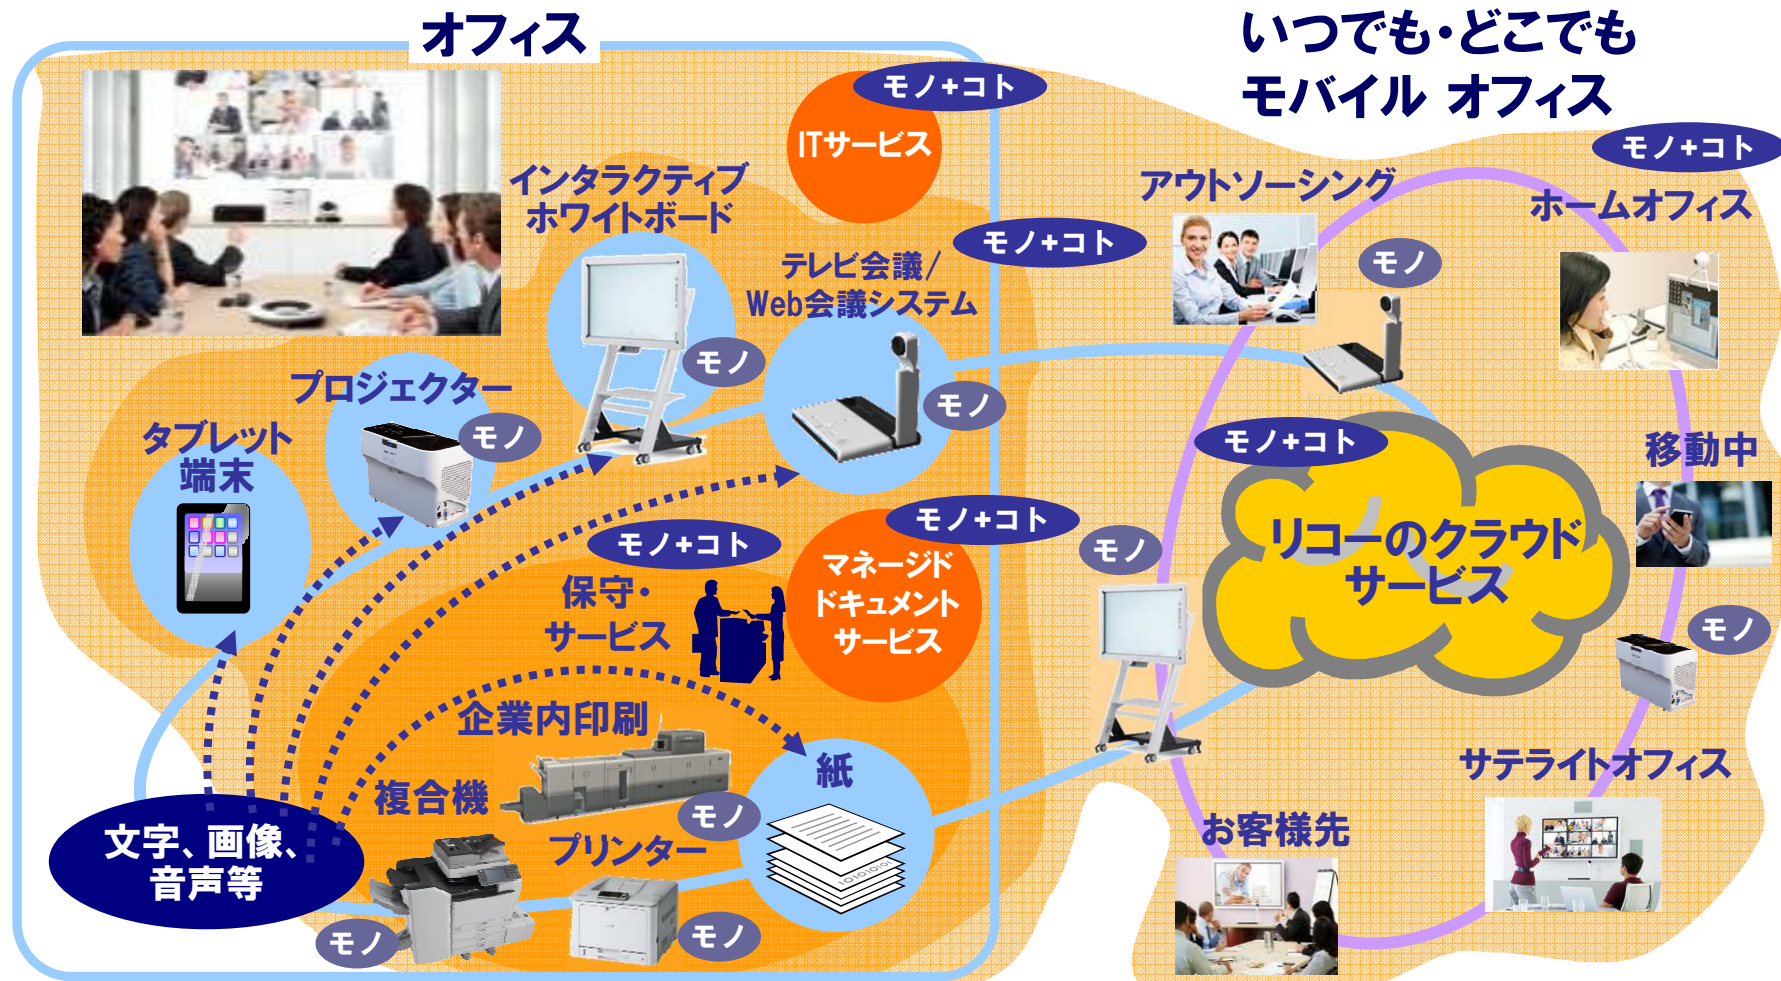 オフィス
いつでも・どこでも
モバイル オフィス
モノ+コト
ITサービス
インタラクティブ
ホワイトボード
モノ
モノ+コト
テレビ会議/
Web会議システム
モノ
プロジェクター
モノ
タブレット
端末
モノ+コト
保守・
サービス
モノ+コト
マネージド
ドキュメント
サービス
企業内印刷
モノ
複合機
モノ
プリンター
モノ
紙
文字、画像、
音声等
アウトソーシング
モノ
モノ+コト
ホームオフィス
モノ+コト
リコーのクラウド
サービス
移動中
モノ
モノ
サテライトオフィス
お客様先